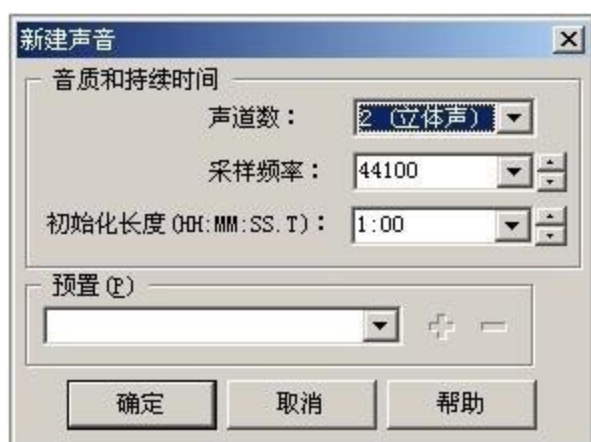 新建声音
音质和持续时间
声道数： 2 （立体声）
采样频率： 44100
初始化长度(HH:MM:SS.T)： 1:00
预置(P)
确定 取消 帮助